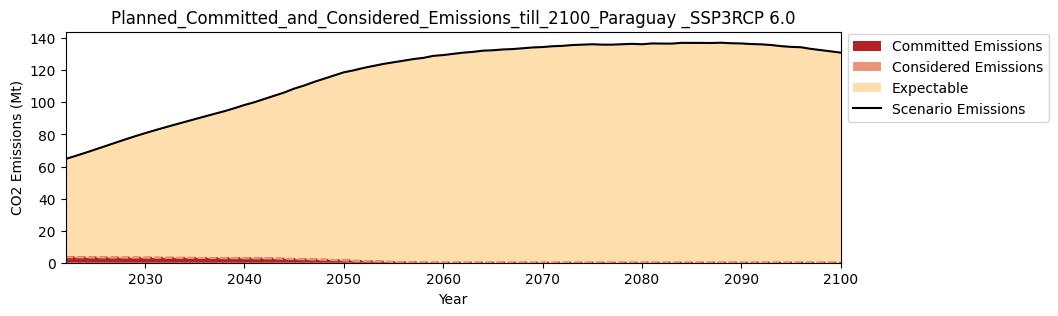 Planned_Committed_and_Considered_Emissions_till_2100_Paraguay _SSP3RCP 6.0
CO2 Emissions (Mt)
140
120
100
80
60
40
20
0
2030
2040
2050
2060
2070
2080
2090
2100
Year
Committed Emissions
Considered Emissions
Expectable
Scenario Emissions